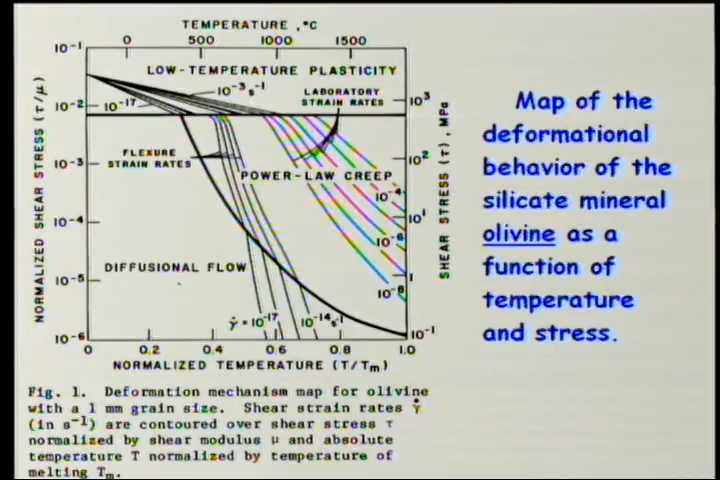 TEMPERATURE ,°C
0 500 1000 1500
10⁻¹
LOW-TEMPERATURE PLASTICITY
10⁻³ s⁻¹
10⁻¹⁷
LABORATORY
STRAIN RATES
10⁻²
10³
FLEXURE
STRAIN RATES
10⁻³
10²
POWER-LAW CREEP
10⁻⁴
10⁻⁴
10¹
10⁻⁶
DIFFUSIONAL FLOW
10⁻⁵
1
10⁻⁸
γ̇ = 10⁻¹⁷
10⁻¹⁴ s⁻¹
10⁻⁶
10⁻¹
0 0.2 0.4 0.6 0.8 1.0
NORMALIZED TEMPERATURE (T/Tₘ)
NORMALIZED SHEAR STRESS (τ/μ)
SHEAR STRESS (τ), MPa
Fig. 1. Deformation mechanism map for olivine
with a 1 mm grain size. Shear strain rates γ̇
(in s⁻¹) are contoured over shear stress τ
normalized by shear modulus μ and absolute
temperature T normalized by temperature of
melting Tₘ.
Map of the
deformational
behavior of the
silicate mineral
olivine as a
function of
temperature
and stress.